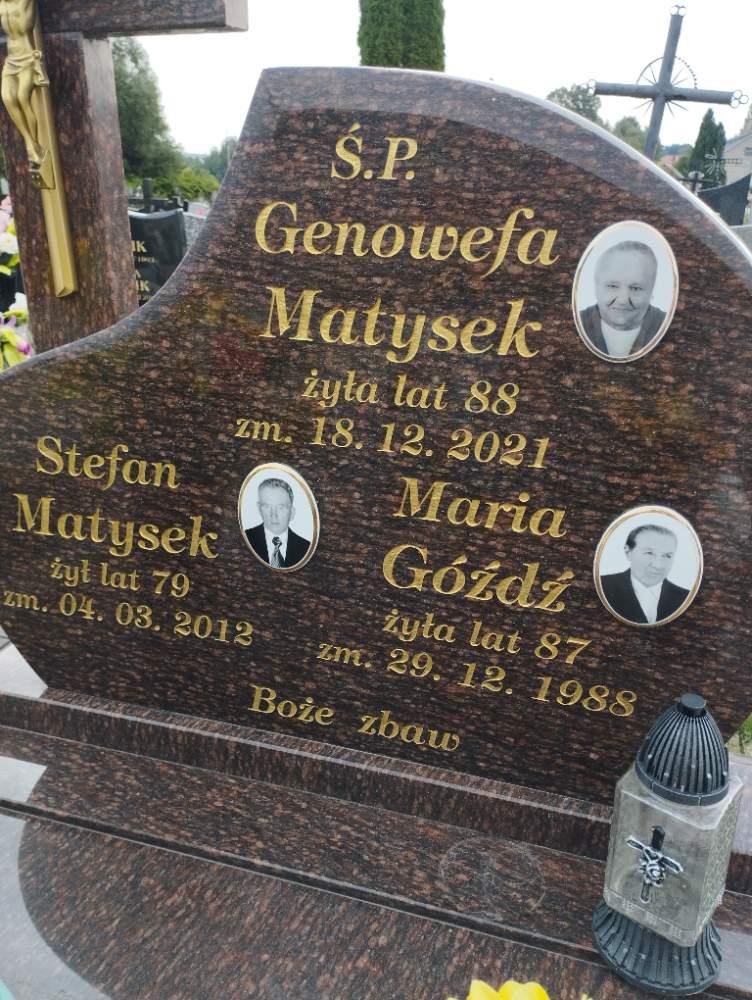 Ś.P.
Genowefa
Matysek
żyła lat 88
zm. 18. 12. 2021
Stefan
Matysek
żył lat 79
zm. 04. 03. 2012
Maria
Góźdź
żyła lat 87
zm. 29. 12. 1988
Boże zbaw